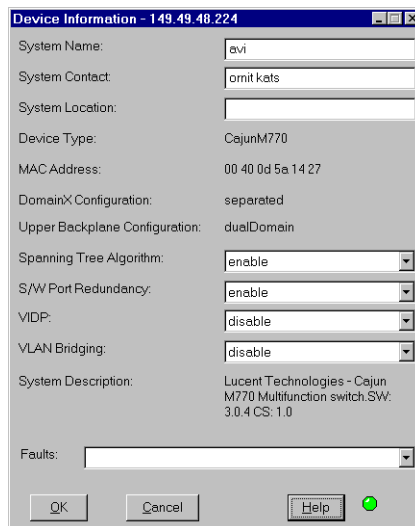 Device Information - 149.49.48.224
System Name: avi
System Contact: ornit kats
System Location:
Device Type: CajunM770
MAC Address: 00 40 0d 5a 14 27
DomainX Configuration: separated
Upper Backplane Configuration: dualDomain
Spanning Tree Algorithm: enable
S/W Port Redundancy: enable
VIDP: disable
VLAN Bridging: disable
System Description: Lucent Technologies - Cajun
M770 Multifunction switch.SW:
3.0.4 CS: 1.0
Faults:
OK Cancel Help